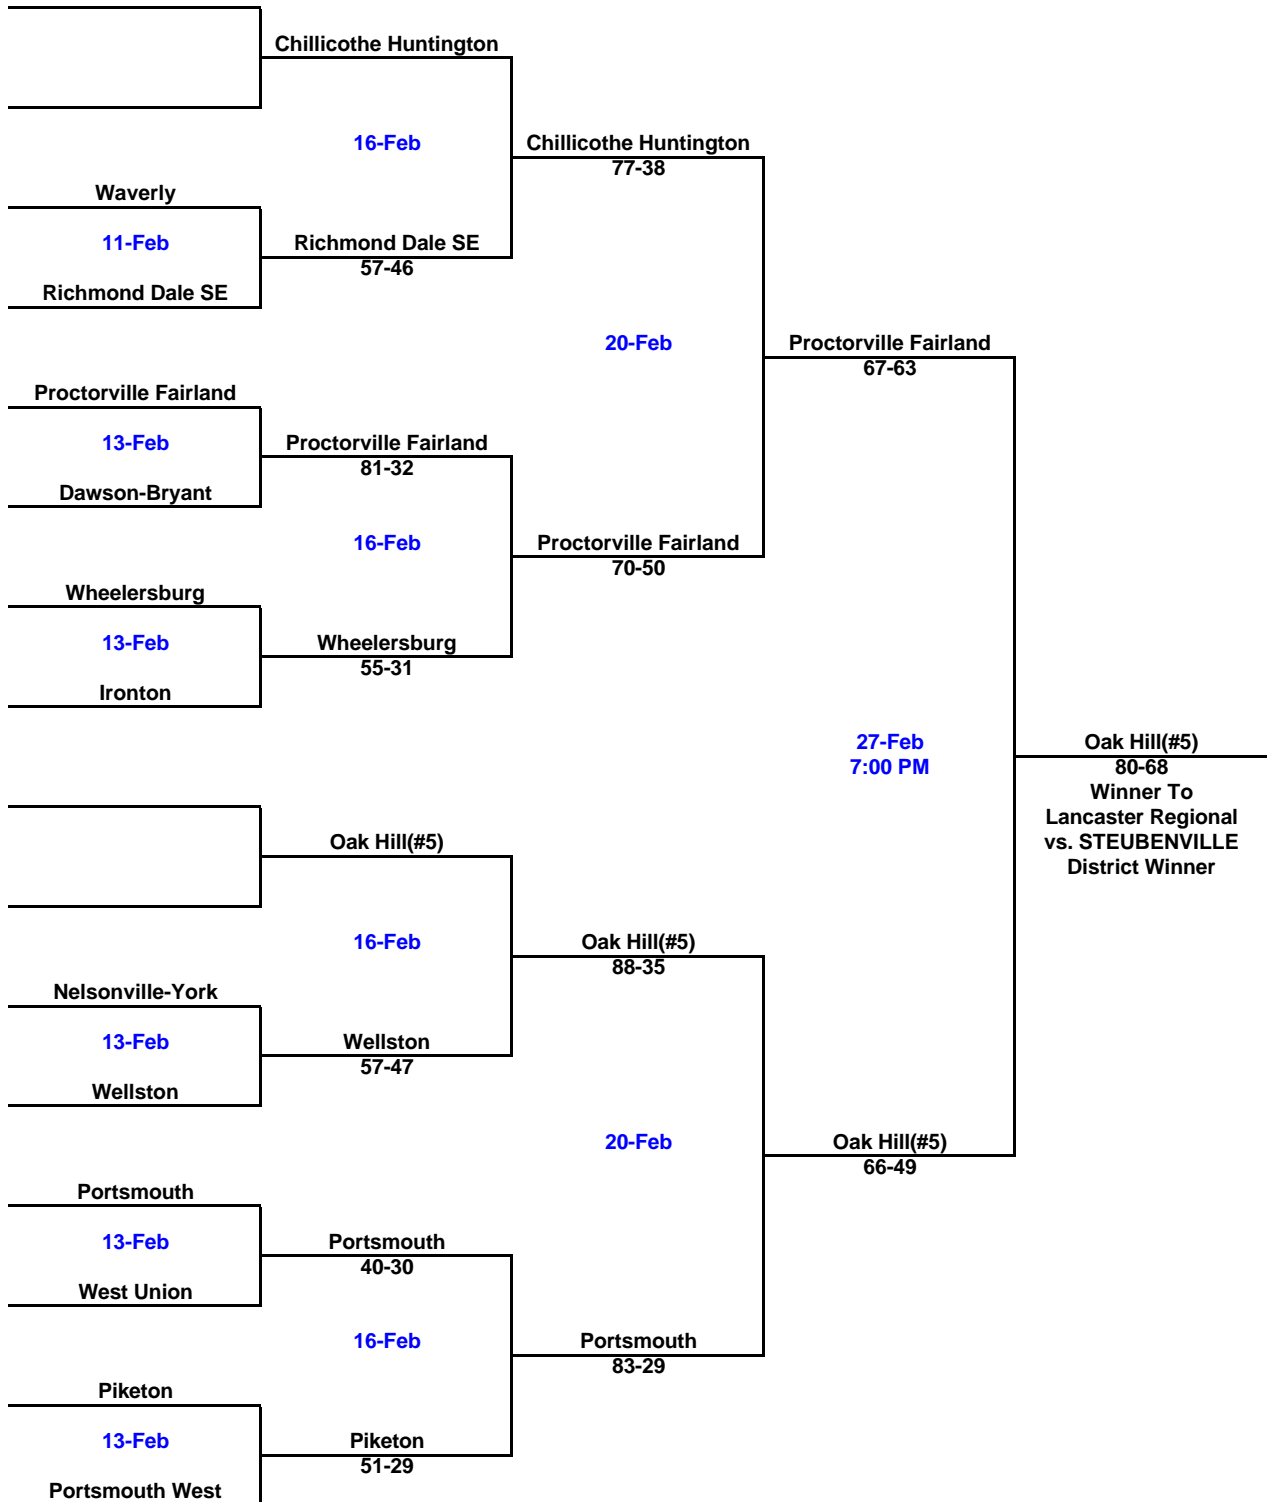 Chillicothe Huntington
16-Feb
Chillicothe Huntington
77-38
Waverly
11-Feb
Richmond Dale SE
57-46
Richmond Dale SE
20-Feb
Proctorville Fairland
67-63
Proctorville Fairland
13-Feb
Proctorville Fairland
81-32
Dawson-Bryant
16-Feb
Proctorville Fairland
70-50
Wheelersburg
13-Feb
Wheelersburg
55-31
Ironton
27-Feb
7:00 PM
Oak Hill(#5)
80-68
Winner To
Lancaster Regional
vs. STEUBENVILLE
District Winner
Oak Hill(#5)
16-Feb
Oak Hill(#5)
88-35
Nelsonville-York
13-Feb
Wellston
57-47
Wellston
20-Feb
Oak Hill(#5)
66-49
Portsmouth
13-Feb
Portsmouth
40-30
West Union
16-Feb
Portsmouth
83-29
Piketon
13-Feb
Piketon
51-29
Portsmouth West